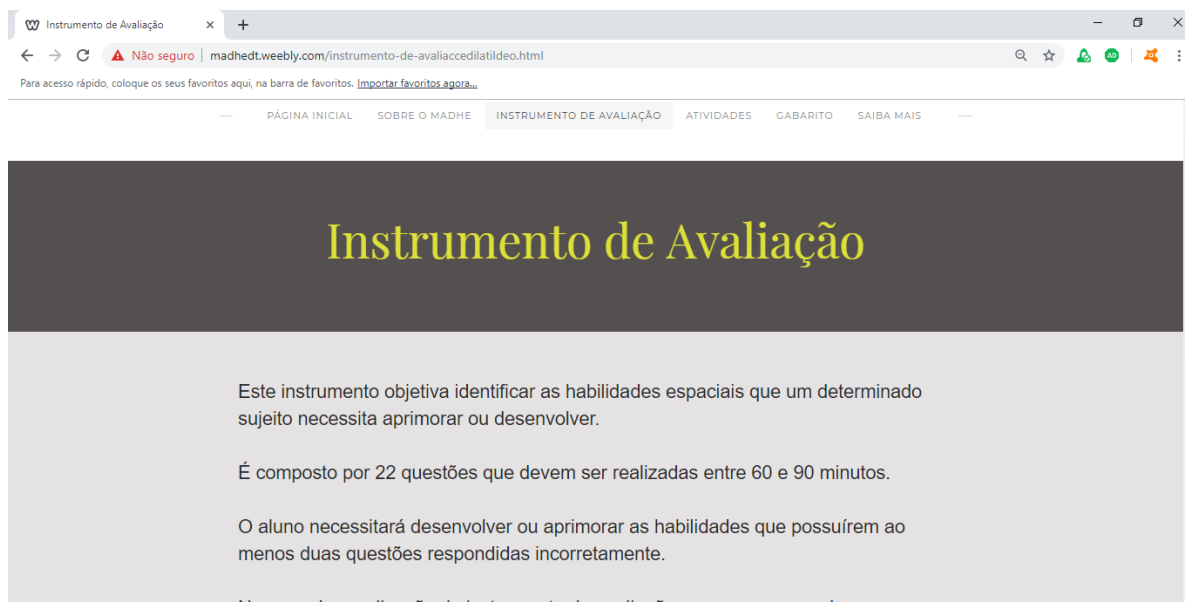 Instrumento de Avaliação
Não seguro | madhedt.weebly.com/instrumento-de-avaliaccedilatildeo.html
AD
Para acesso rápido, coloque os seus favoritos aqui, na barra de favoritos. Importar favoritos agora...
PÁGINA INICIAL SOBRE O MADHE INSTRUMENTO DE AVALIAÇÃO ATIVIDADES GABARITO SAIBA MAIS
Instrumento de Avaliação
Este instrumento objetiva identificar as habilidades espaciais que um determinado
sujeito necessita aprimorar ou desenvolver.
É composto por 22 questões que devem ser realizadas entre 60 e 90 minutos.
O aluno necessitará desenvolver ou aprimorar as habilidades que possuírem ao
menos duas questões respondidas incorretamente.